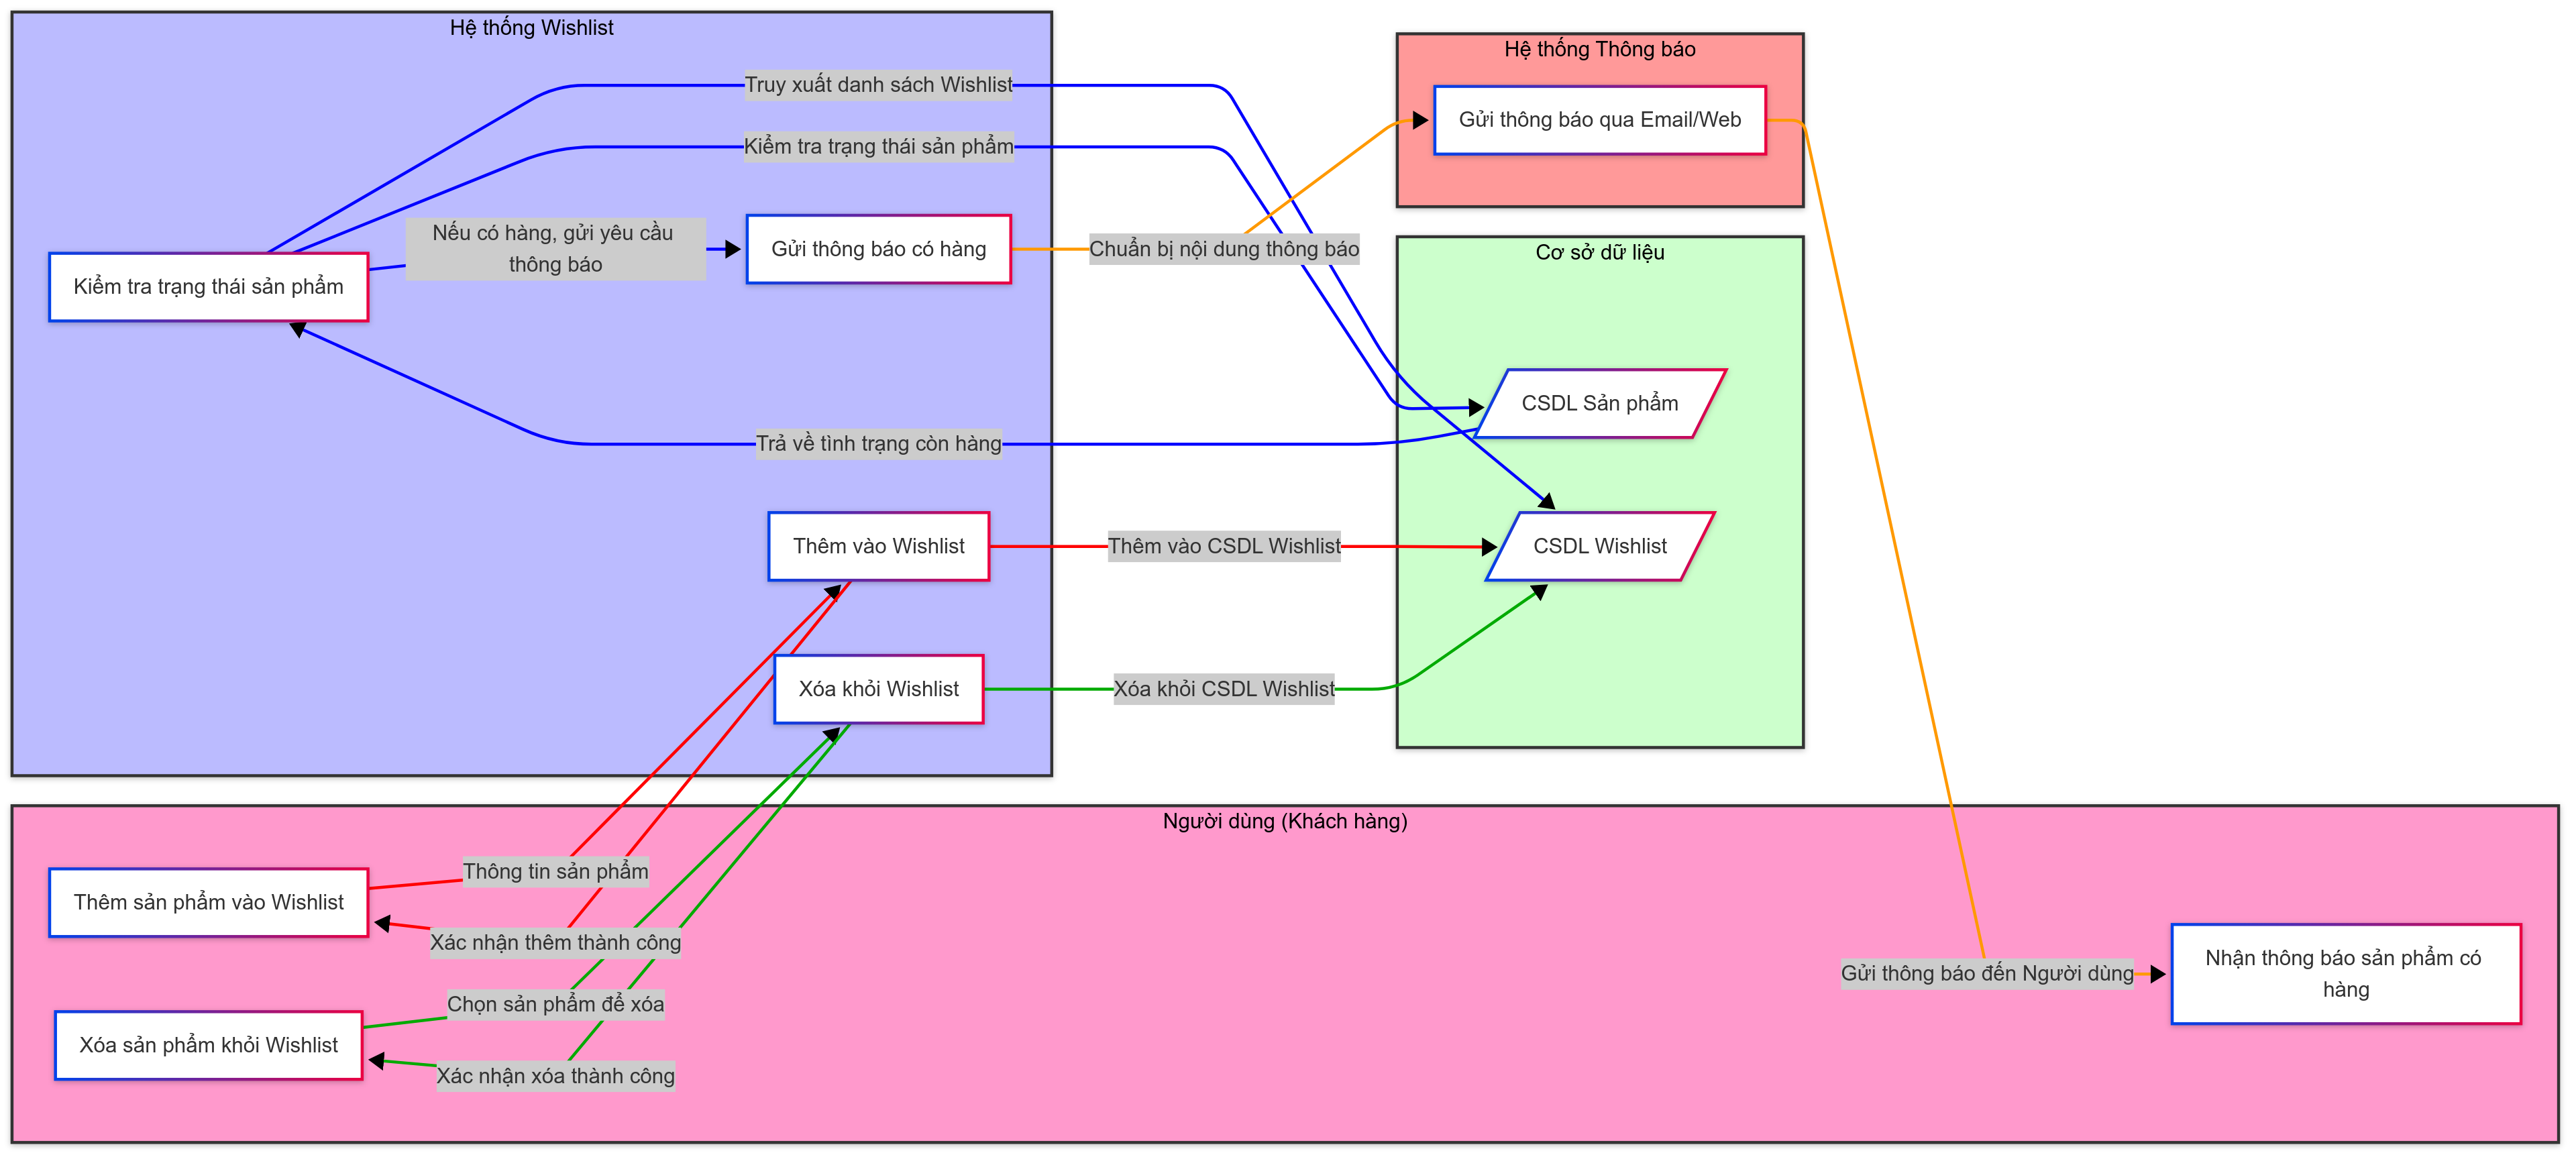 Hệ thống Wishlist
Truy xuất danh sách Wishlist
Kiểm tra trạng thái sản phẩm
Nếu có hàng, gửi yêu cầu
thông báo
Gửi thông báo có hàng
Kiểm tra trạng thái sản phẩm
Trả về tình trạng còn hàng
Thêm vào Wishlist
Xóa khỏi Wishlist
Chuẩn bị nội dung thông báo
Thêm vào CSDL Wishlist
Xóa khỏi CSDL Wishlist
Hệ thống Thông báo
Gửi thông báo qua Email/Web
Cơ sở dữ liệu
CSDL Sản phẩm
CSDL Wishlist
Người dùng (Khách hàng)
Thông tin sản phẩm
Thêm sản phẩm vào Wishlist
Xác nhận thêm thành công
Chọn sản phẩm để xóa
Xóa sản phẩm khỏi Wishlist
Xác nhận xóa thành công
Gửi thông báo đến Người dùng
Nhận thông báo sản phẩm có
hàng